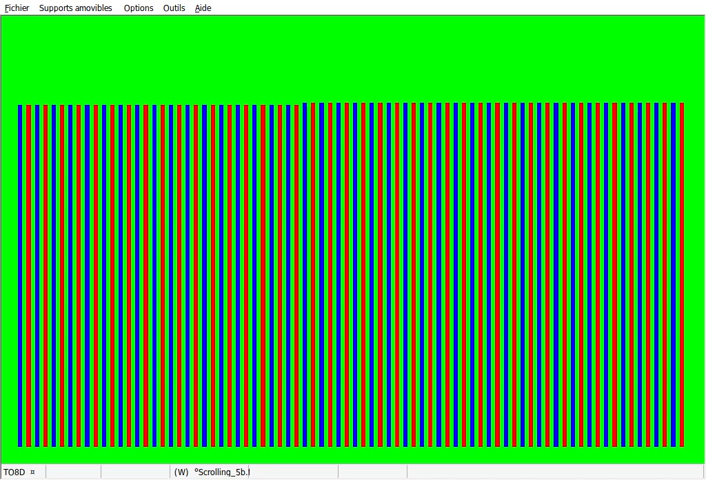 Fichier Supports amovibles Options Outils Aide
TO8D ¤ (W) °Scrolling_5b.)